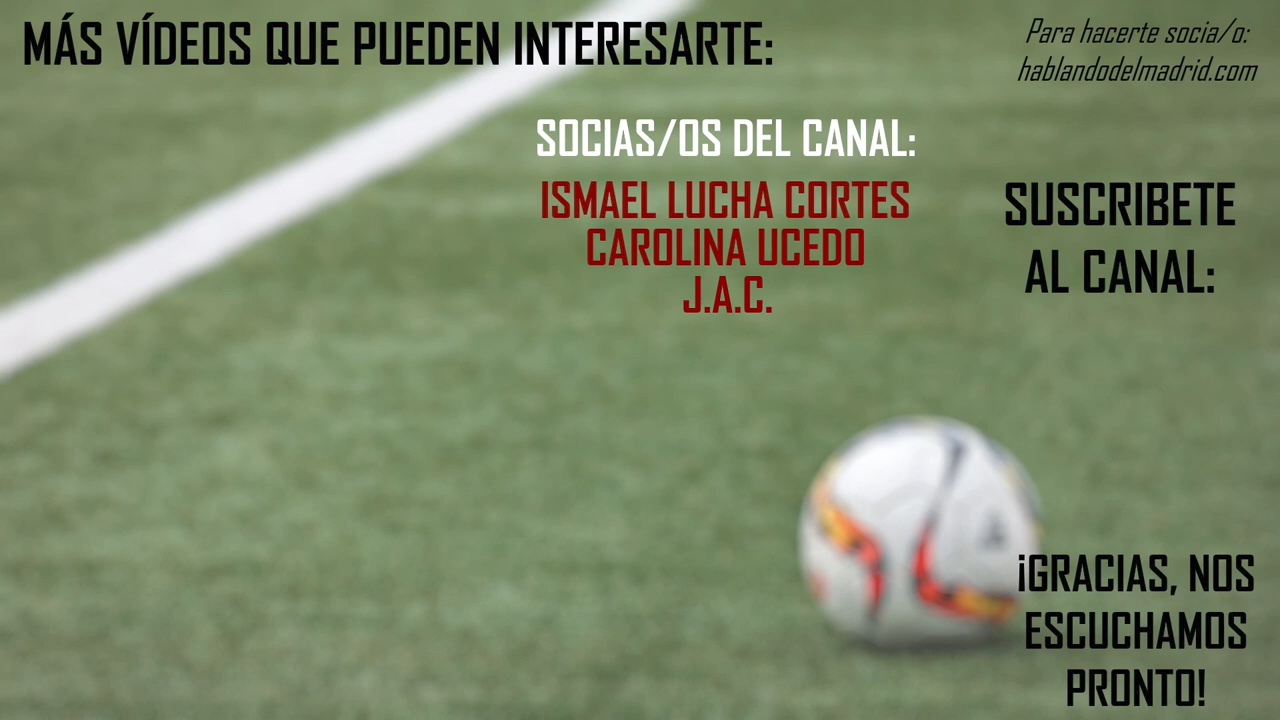 MÁS VÍDEOS QUE PUEDEN INTERESARTE:
Para hacerte socia/o:
hablandodelmadrid.com
SOCIAS/OS DEL CANAL:
ISMAEL LUCHA CORTES
CAROLINA UCEDO
J.A.C.
SUSCRIBETE
AL CANAL:
¡GRACIAS, NOS
ESCUCHAMOS
PRONTO!